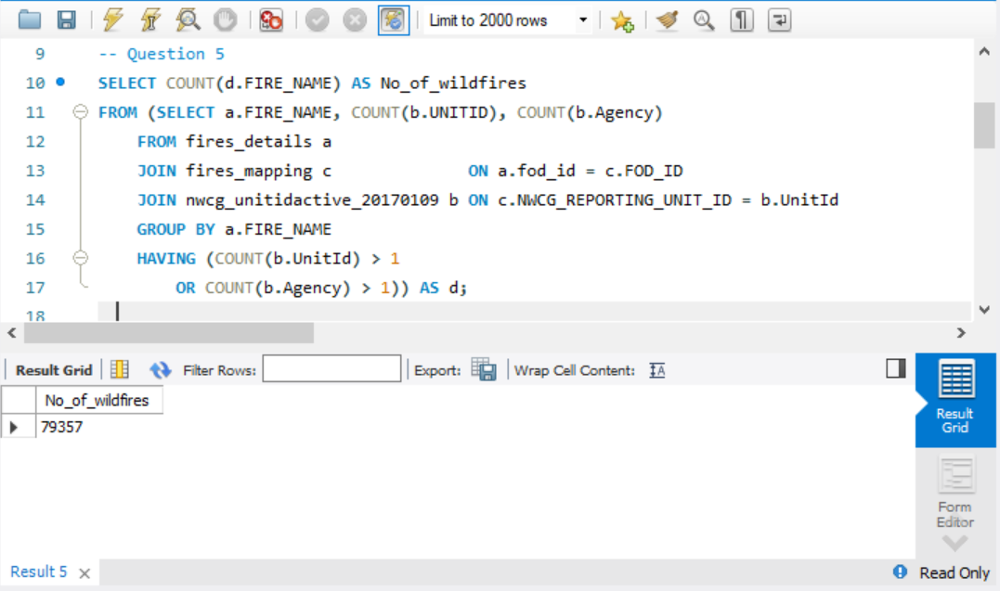 Limit to 2000 rows
9 -- Question 5
10 SELECT COUNT(d.FIRE_NAME) AS No_of_wildfires
11 FROM (SELECT a.FIRE_NAME, COUNT(b.UNITID), COUNT(b.Agency)
12 FROM fires_details a
13 JOIN fires_mapping c ON a.fod_id = c.FOD_ID
14 JOIN nwcg_unitidactive_20170109 b ON c.NWCG_REPORTING_UNIT_ID = b.UnitId
15 GROUP BY a.FIRE_NAME
16 HAVING (COUNT(b.UnitId) > 1
17 OR COUNT(b.Agency) > 1)) AS d;
18
Result Grid Filter Rows: Export: Wrap Cell Content:
No_of_wildfires
79357
Result
Grid
Form
Editor
Result 5 Read Only